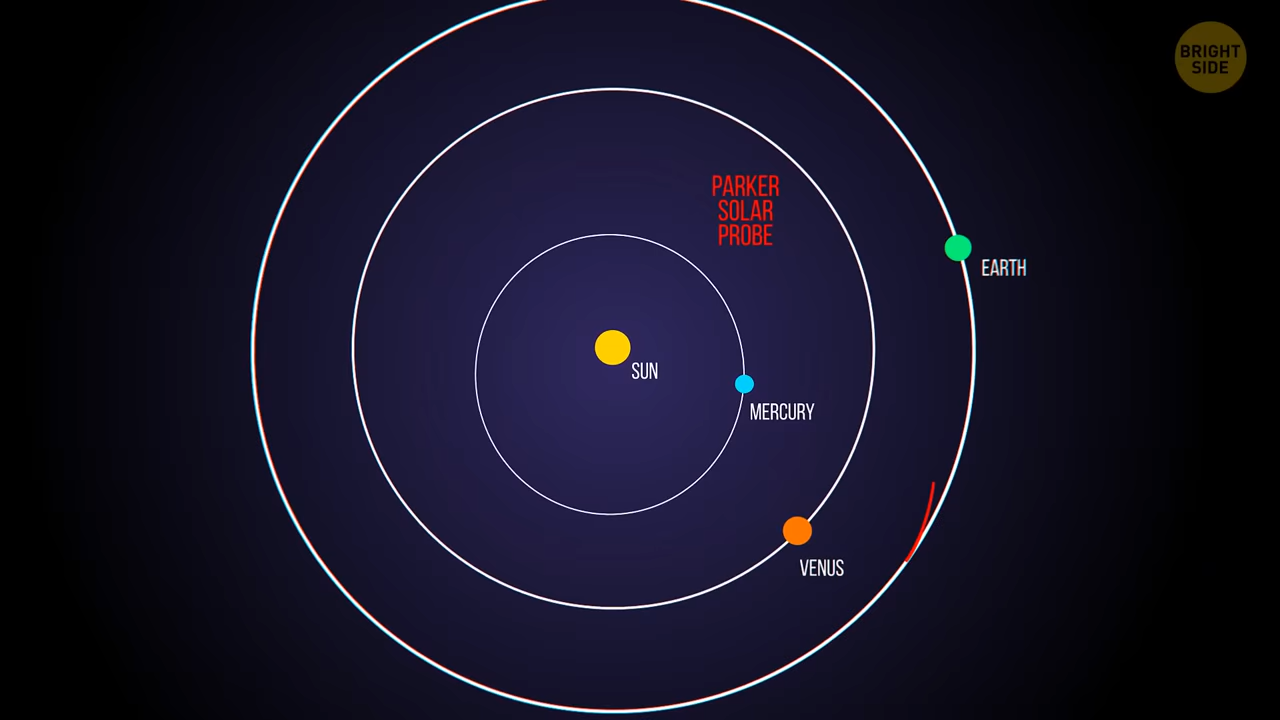 BRIGHT
SIDE
PARKER
SOLAR
PROBE
EARTH
SUN
MERCURY
VENUS